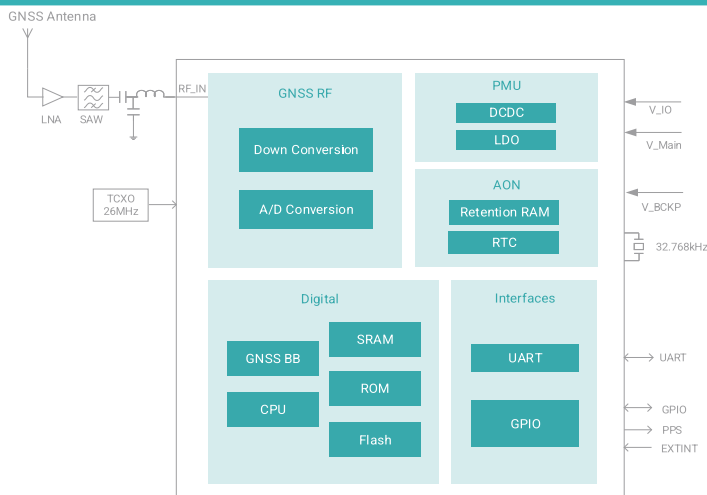 GNSS Antenna
LNA
SAW
RF_IN
TCXO
26MHz
GNSS RF
Down Conversion
A/D Conversion
PMU
DCDC
LDO
AON
Retention RAM
RTC
V_IO
V_Main
V_BCKP
32.768kHz
Digital
GNSS BB
CPU
SRAM
ROM
Flash
Interfaces
UART
GPIO
UART
GPIO
PPS
EXTINT